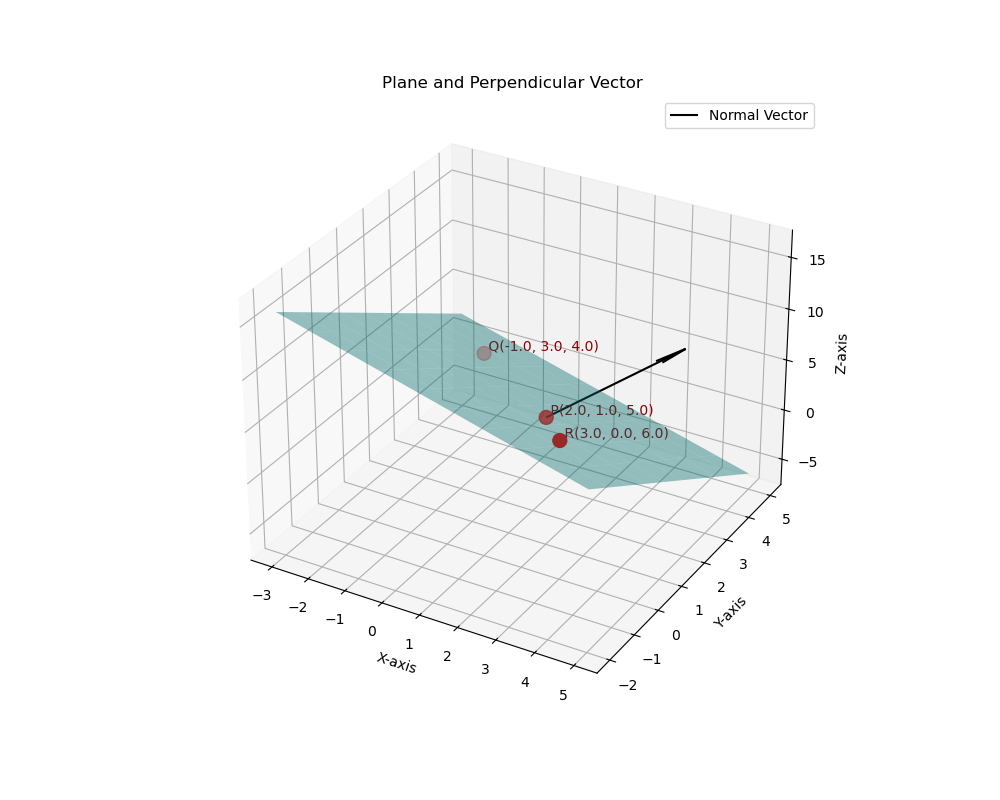 Plane and Perpendicular Vector
Normal Vector
Q(-1.0, 3.0, 4.0)
P(2.0, 1.0, 5.0)
R(3.0, 0.0, 6.0)
15
10
5
0
−5
Z-axis
−3
−2
−1
0
1
2
3
4
5
X-axis
−2
−1
0
1
2
3
4
5
Y-axis